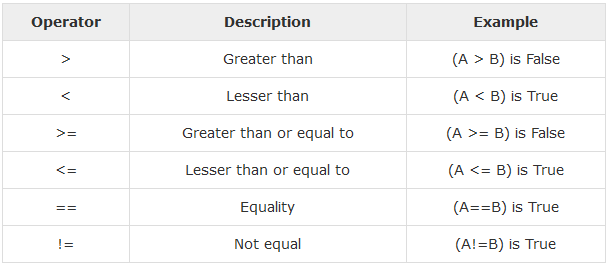 Operator Description Example
> Greater than (A > B) is False
< Lesser than (A < B) is True
>= Greater than or equal to (A >= B) is False
<= Lesser than or equal to (A <= B) is True
== Equality (A==B) is True
!= Not equal (A!=B) is True